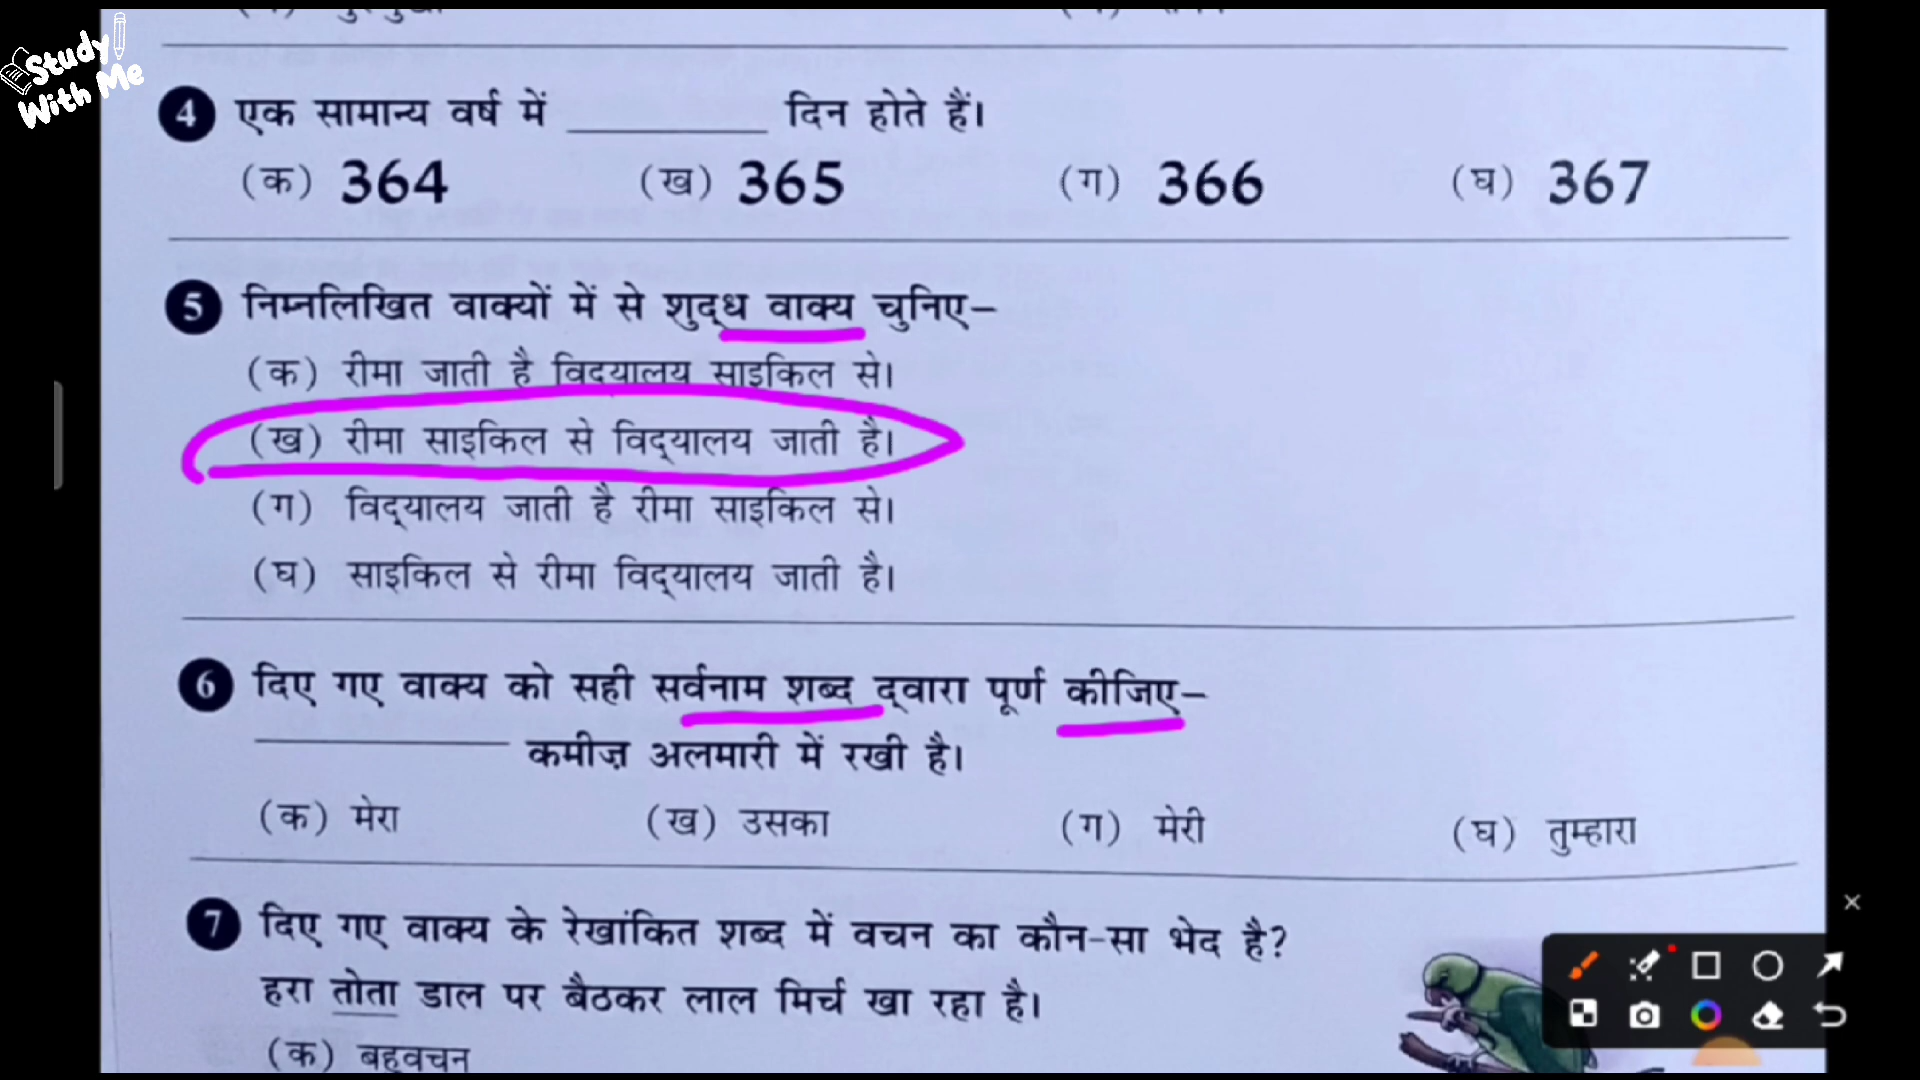 Study
With Me
4 एक सामान्य वर्ष में __________ दिन होते हैं।
(क) 364 (ख) 365 (ग) 366 (घ) 367
5 निम्नलिखित वाक्यों में से शुद्ध वाक्य चुनिए–
(क) रीमा जाती है विद्यालय साइकिल से।
(ख) रीमा साइकिल से विद्यालय जाती है।
(ग) विद्यालय जाती है रीमा साइकिल से।
(घ) साइकिल से रीमा विद्यालय जाती है।
6 दिए गए वाक्य को सही सर्वनाम शब्द द्वारा पूर्ण कीजिए–
__________ कमीज़ अलमारी में रखी है।
(क) मेरा (ख) उसका (ग) मेरी (घ) तुम्हारा
7 दिए गए वाक्य के रेखांकित शब्द में वचन का कौन-सा भेद है?
हरा तोता डाल पर बैठकर लाल मिर्च खा रहा है।
(क) बहुवचन